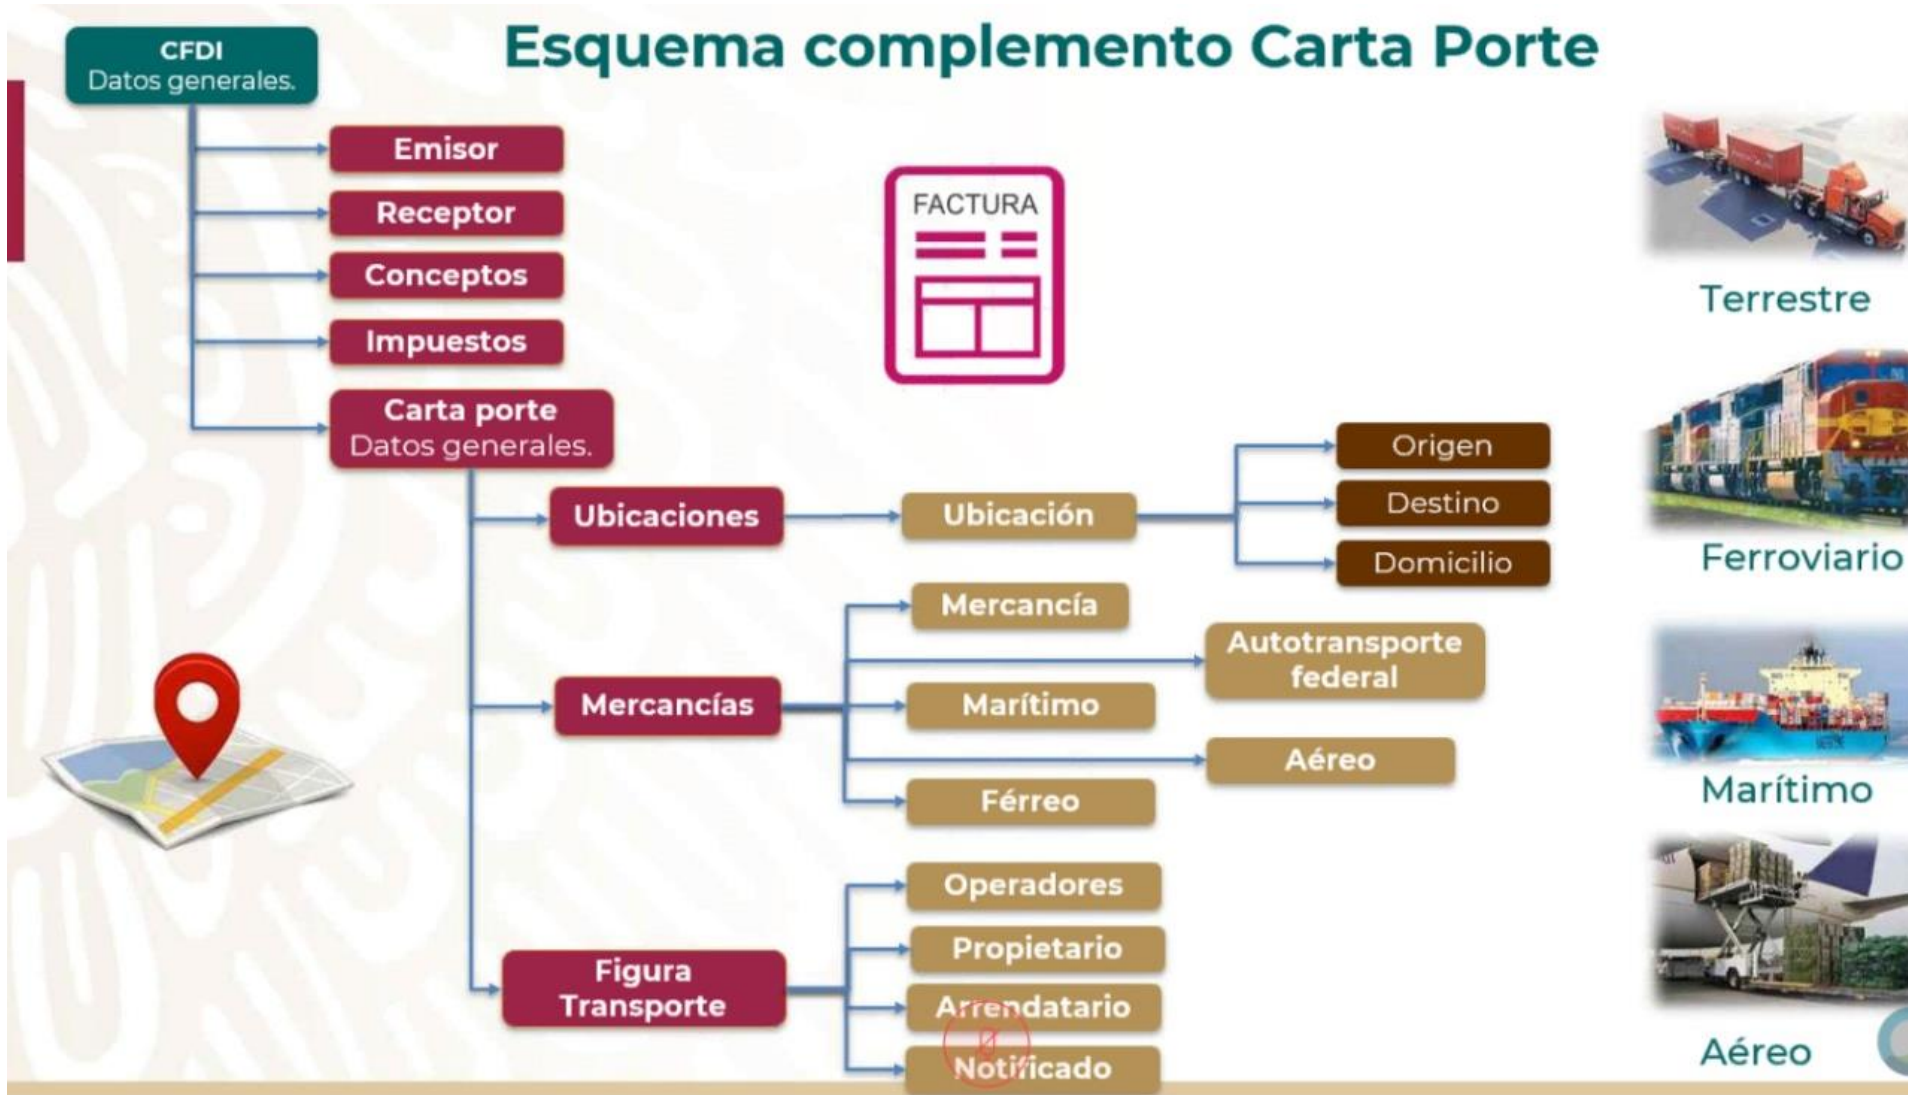 Esquema complemento Carta Porte
CFDI
Datos generales.
Emisor
Receptor
Conceptos
Impuestos
Carta porte
Datos generales.
FACTURA
Ubicaciones
Ubicación
Origen
Destino
Domicilio
Mercancías
Mercancía
Autotransporte
federal
Marítimo
Aéreo
Férreo
Figura
Transporte
Operadores
Propietario
Arrendatario
Notificado
Terrestre
Ferroviario
Marítimo
Aéreo